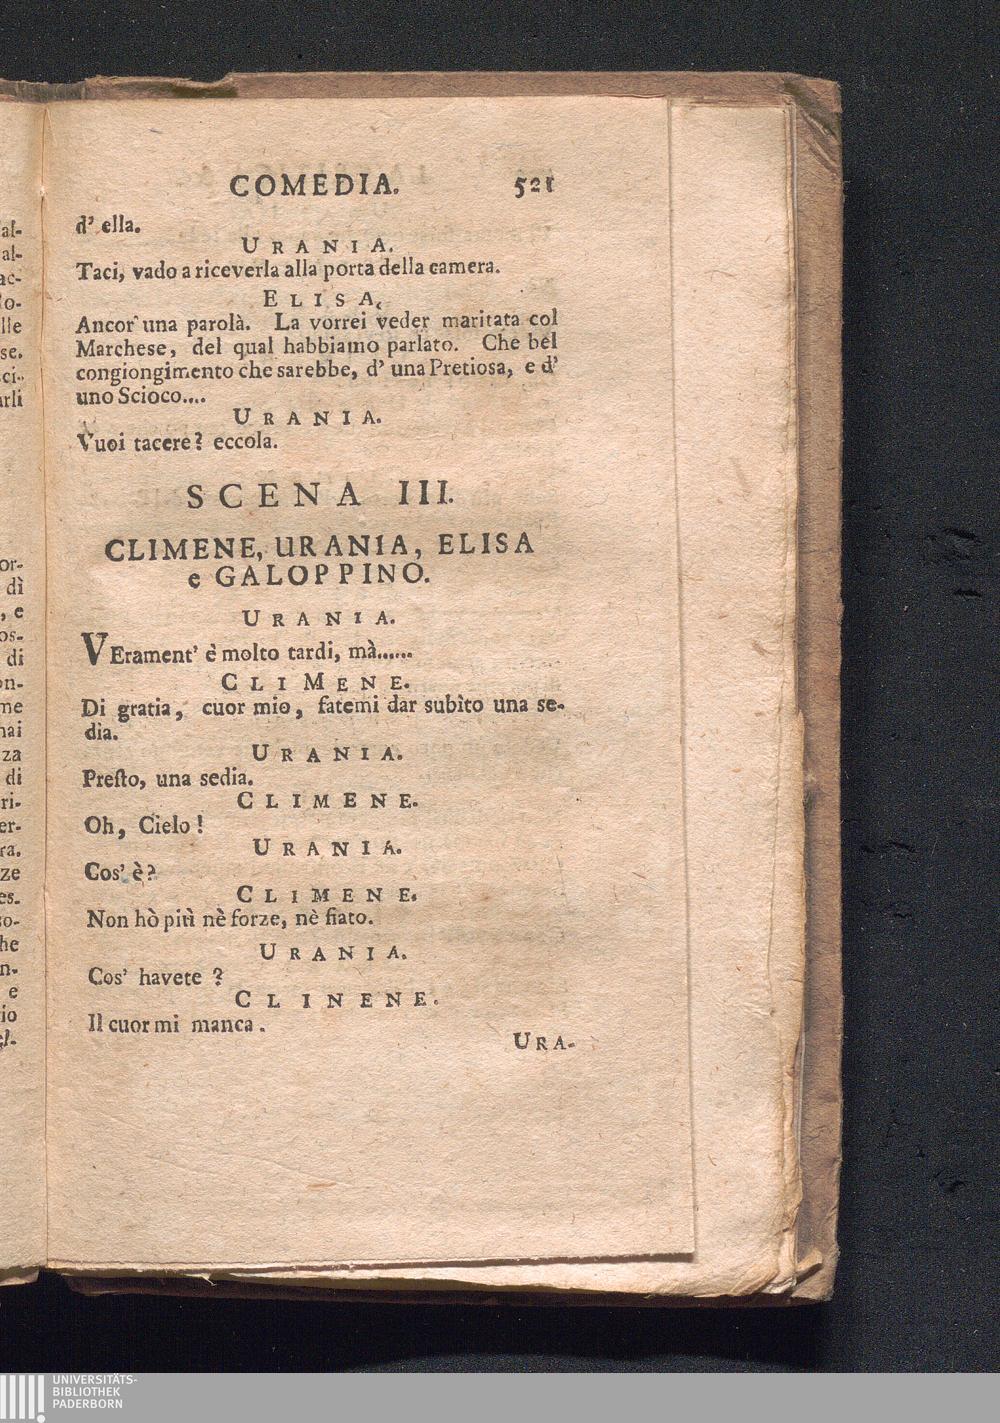 COMEDIA. 521
d' ella.
URANIA.
Taci, vado a riceverla alla porta della camera.
ELISA,
Ancor' una parolà. La vorrei veder maritata col
Marchese, del qual habbiamo parlato. Che bel
congiongimento che sarebbe, d' una Pretiosa, e d'
uno Scioco....
URANIA.
Vuoi tacere? eccola.
SCENA III.
CLIMENE, URANIA, ELISA
e GALOPPINO.
URANIA.
VErament' è molto tardi, mà......
CLIMENE.
Di gratia, cuor mio, fatemi dar subìto una se-
dia.
URANIA.
Presto, una sedia.
CLIMENE.
Oh, Cielo!
URANIA.
Cos' è?
CLIMENE.
Non hò più nè forze, nè fiato.
URANIA.
Cos' havete?
CLINENE.
Il cuor mi manca.
URA-
UNIVERSITÄTS-
BIBLIOTHEK
PADERBORN